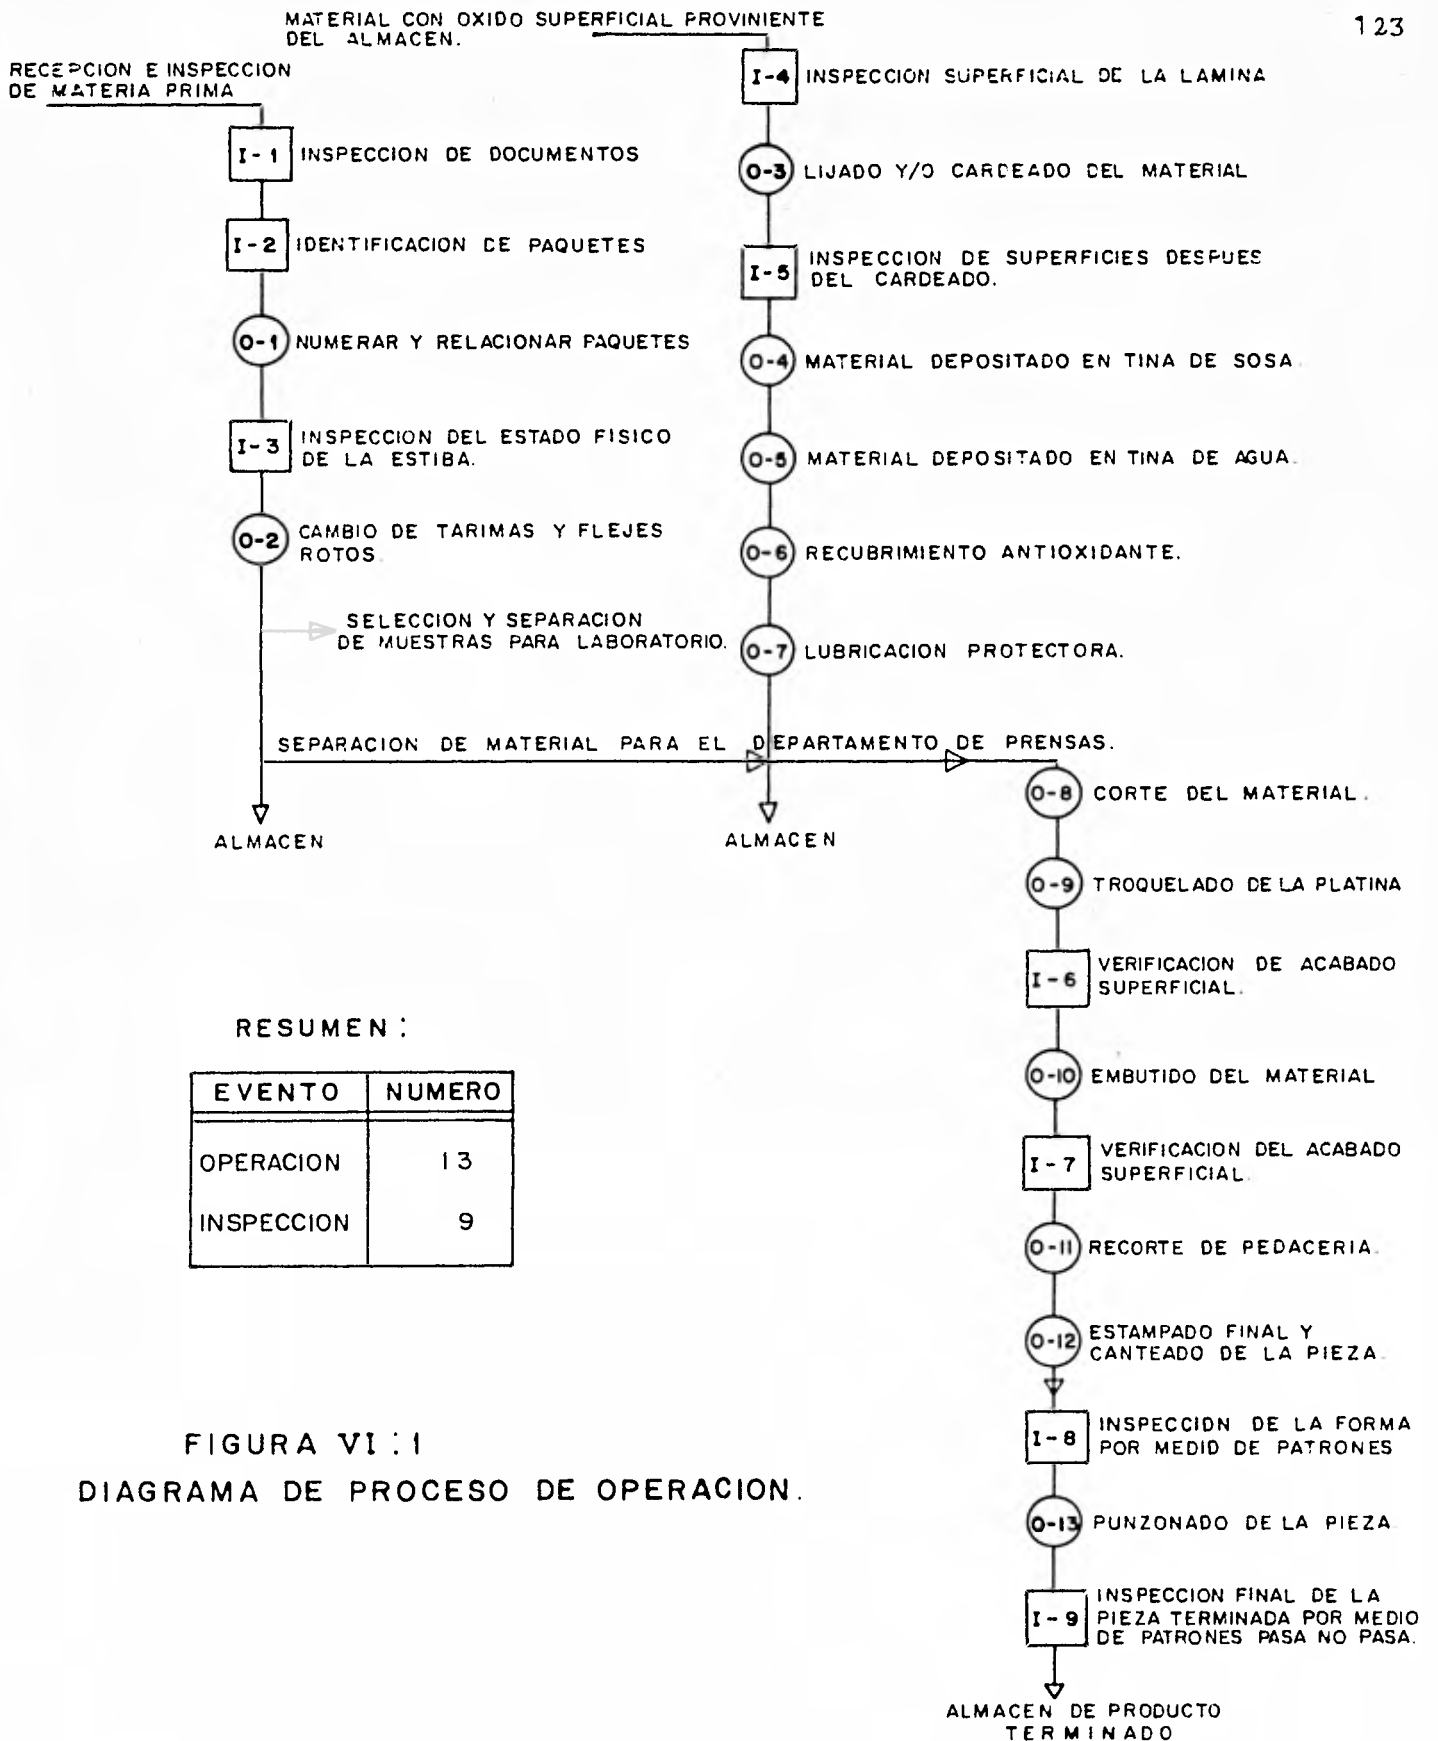 123
MATERIAL CON OXIDO SUPERFICIAL PROVINIENTE
DEL ALMACEN.
RECEPCION E INSPECCION
DE MATERIA PRIMA
I-1 INSPECCION DE DOCUMENTOS
I-2 IDENTIFICACION DE PAQUETES
O-1 NUMERAR Y RELACIONAR PAQUETES
I-3 INSPECCION DEL ESTADO FISICO
DE LA ESTIBA.
O-2 CAMBIO DE TARIMAS Y FLEJES
ROTOS.
SELECCION Y SEPARACION
DE MUESTRAS PARA LABORATORIO.
I-4 INSPECCION SUPERFICIAL DE LA LAMINA
O-3 LIJADO Y/O CARDEADO DEL MATERIAL
I-5 INSPECCION DE SUPERFICIES DESPUES
DEL CARDEADO.
O-4 MATERIAL DEPOSITADO EN TINA DE SOSA.
O-5 MATERIAL DEPOSITADO EN TINA DE AGUA.
O-6 RECUBRIMIENTO ANTIOXIDANTE.
O-7 LUBRICACION PROTECTORA.
SEPARACION DE MATERIAL PARA EL DEPARTAMENTO DE PRENSAS.
ALMACEN
ALMACEN
O-8 CORTE DEL MATERIAL.
O-9 TROQUELADO DE LA PLATINA
I-6 VERIFICACION DE ACABADO
SUPERFICIAL.
O-10 EMBUTIDO DEL MATERIAL
I-7 VERIFICACION DEL ACABADO
SUPERFICIAL.
O-11 RECORTE DE PEDACERIA.
O-12 ESTAMPADO FINAL Y
CANTEADO DE LA PIEZA.
I-8 INSPECCION DE LA FORMA
POR MEDIO DE PATRONES
O-13 PUNZONADO DE LA PIEZA
I-9 INSPECCION FINAL DE LA
PIEZA TERMINADA POR MEDIO
DE PATRONES PASA NO PASA.
ALMACEN DE PRODUCTO
TERMINADO
RESUMEN:
EVENTO NUMERO
OPERACION 13
INSPECCION 9
FIGURA VI:1
DIAGRAMA DE PROCESO DE OPERACION.